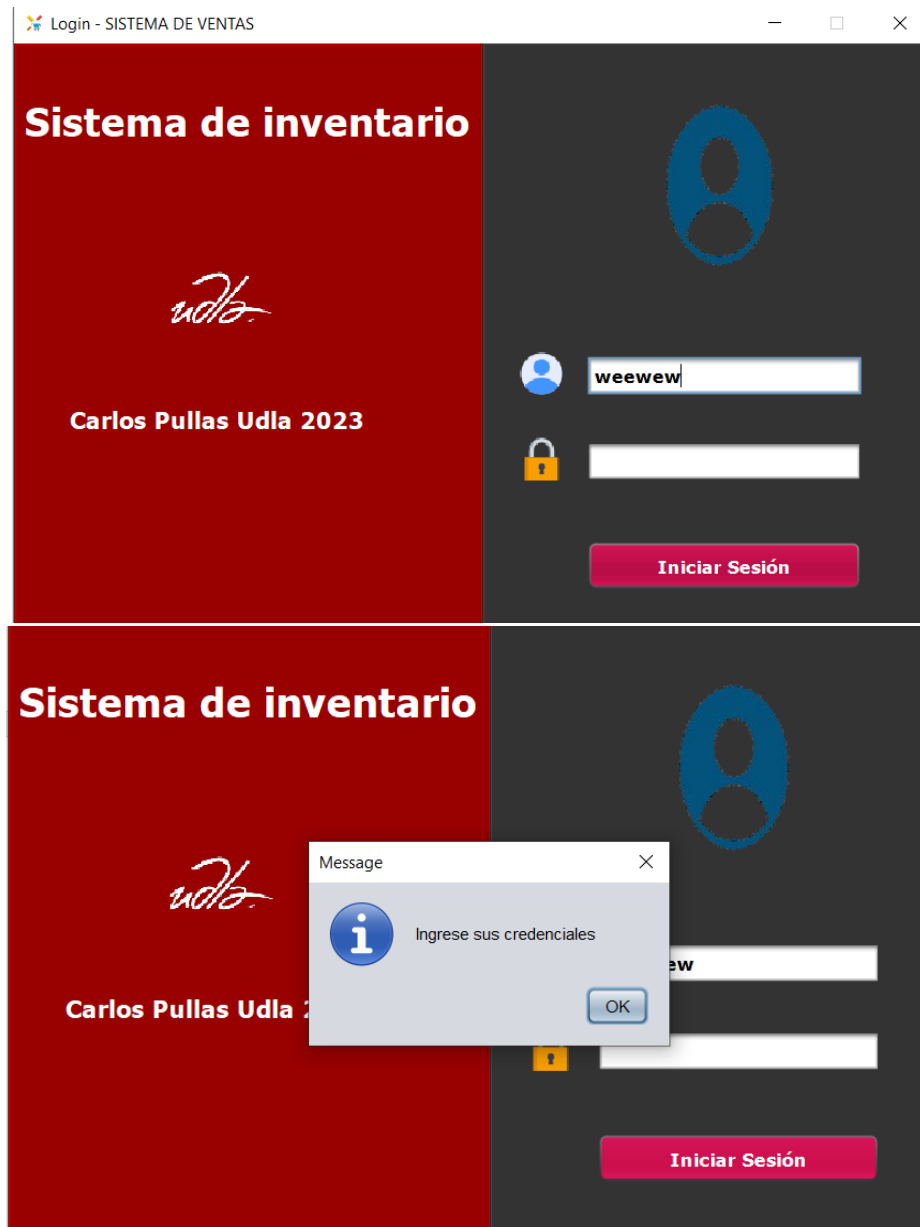 Login - SISTEMA DE VENTAS
Sistema de inventario
udla.
weewew
Carlos Pullas Udla 2023
Iniciar Sesión
Sistema de inventario
Message
udla.
Ingrese sus credenciales
ew
Carlos Pullas Udla
OK
Iniciar Sesión